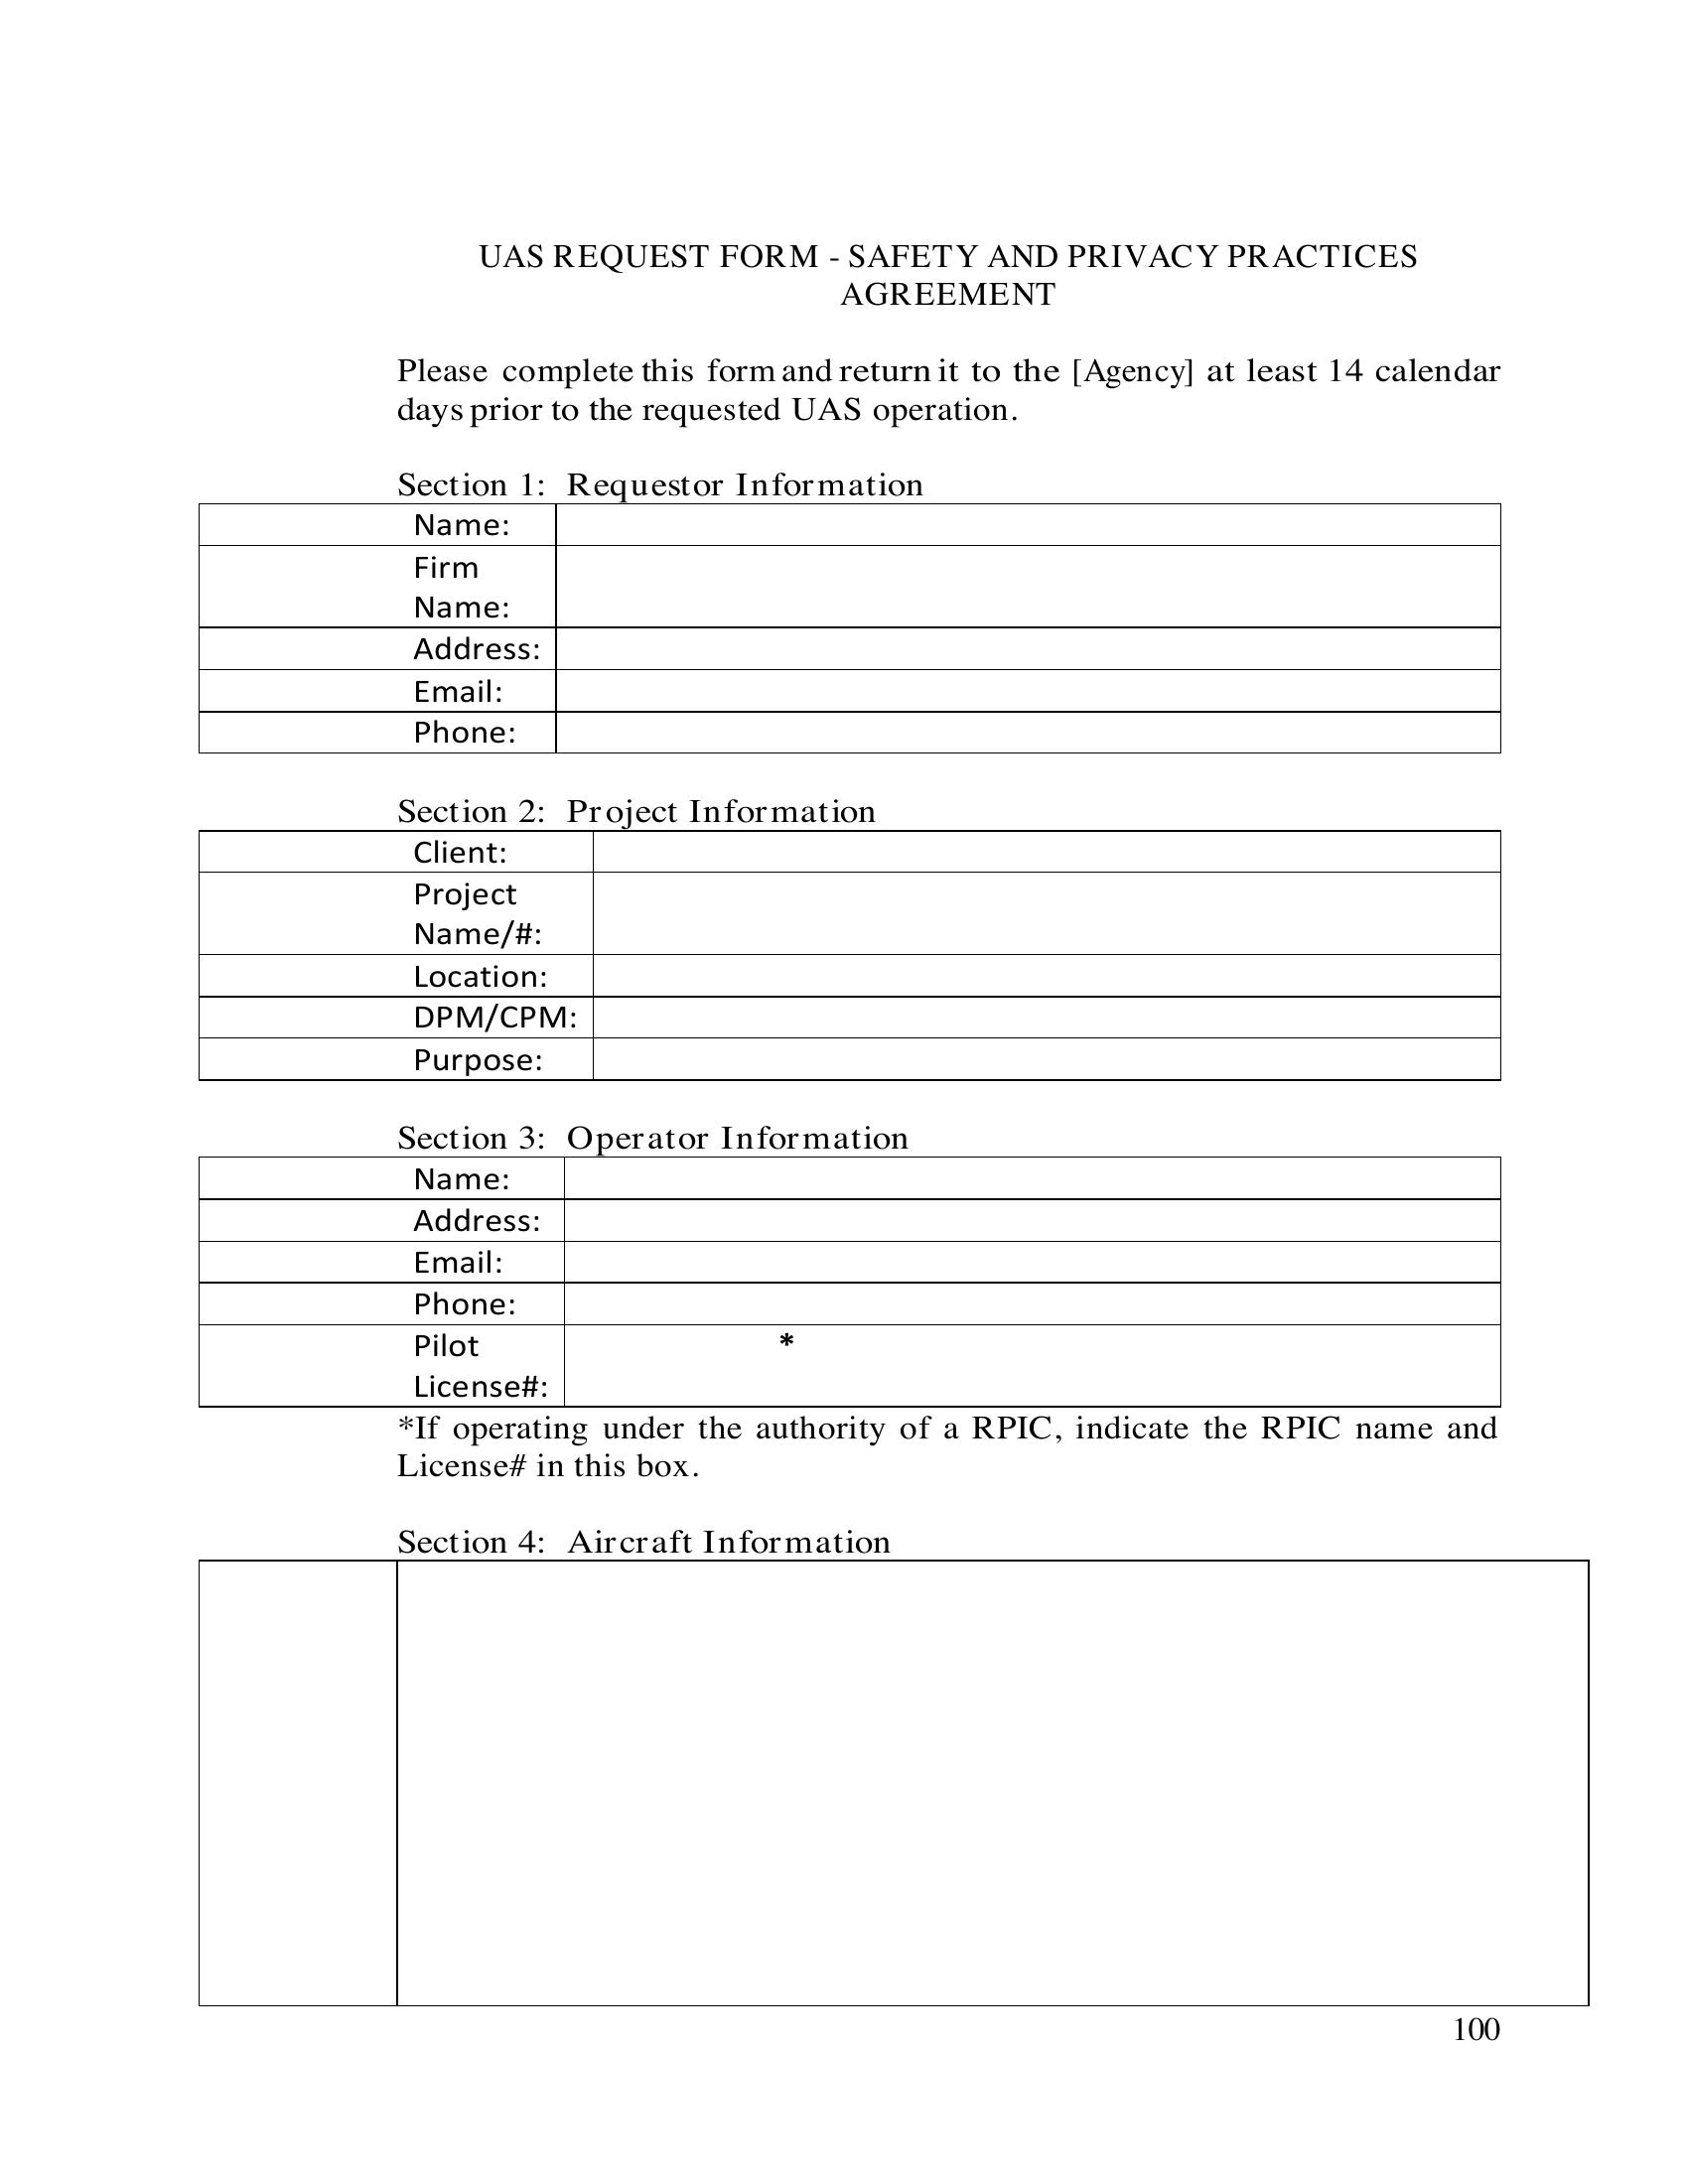 UAS REQUEST FORM - SAFETY AND PRIVACY PRACTICES
AGREEMENT
Please complete this form and return it to the [Agency] at least 14 calendar
days prior to the requested UAS operation.
Section 1: Requestor Information
Name:
Firm
Name:
Address:
Email:
Phone:
Section 2: Project Information
Client:
Project
Name/#:
Location:
DPM/CPM:
Purpose:
Section 3: Operator Information
Name:
Address:
Email:
Phone:
Pilot *
License#:
*If operating under the authority of a RPIC, indicate the RPIC name and
License# in this box.
Section 4: Aircraft Information
100